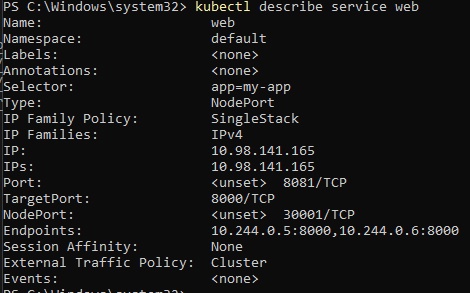 PS C:\Windows\system32> kubectl describe service web
Name:                     web
Namespace:                default
Labels:                   <none>
Annotations:              <none>
Selector:                 app=my-app
Type:                     NodePort
IP Family Policy:         SingleStack
IP Families:              IPv4
IP:                       10.98.141.165
IPs:                      10.98.141.165
Port:                     <unset>  8081/TCP
TargetPort:               8000/TCP
NodePort:                 <unset>  30001/TCP
Endpoints:                10.244.0.5:8000,10.244.0.6:8000
Session Affinity:         None
External Traffic Policy:  Cluster
Events:                   <none>
PS C:\Windows\system32>